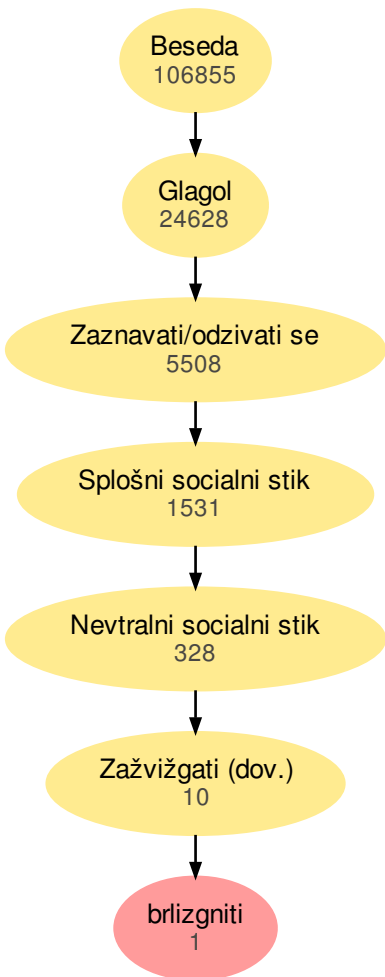 Beseda
106855
Glagol
24628
Zaznavati/odzivati se
5508
Splošni socialni stik
1531
Nevtralni socialni stik
328
Zažvižgati (dov.)
10
brlizgniti
1